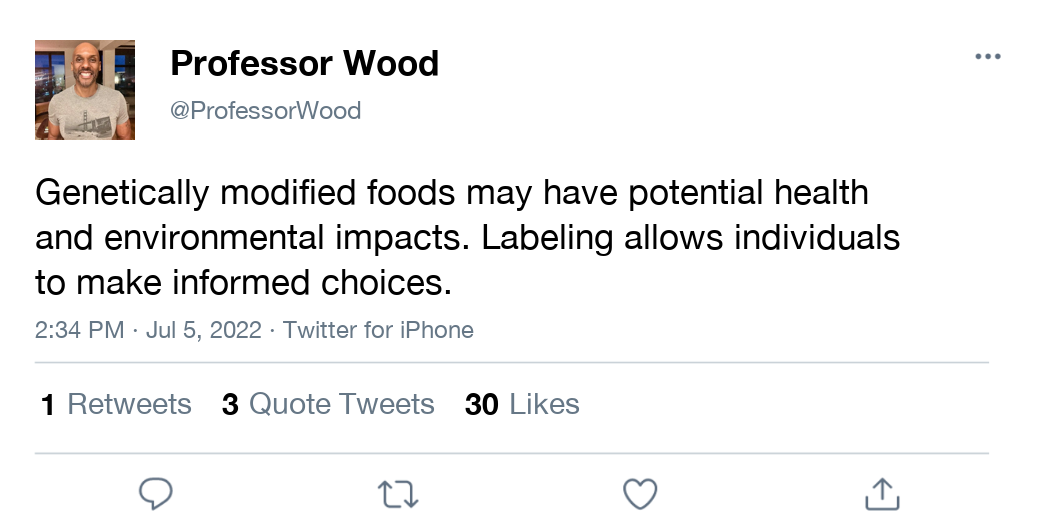 Professor Wood
@ProfessorWood
Genetically modified foods may have potential health
and environmental impacts. Labeling allows individuals
to make informed choices.
2:34 PM · Jul 5, 2022 · Twitter for iPhone
1 Retweets 3 Quote Tweets 30 Likes